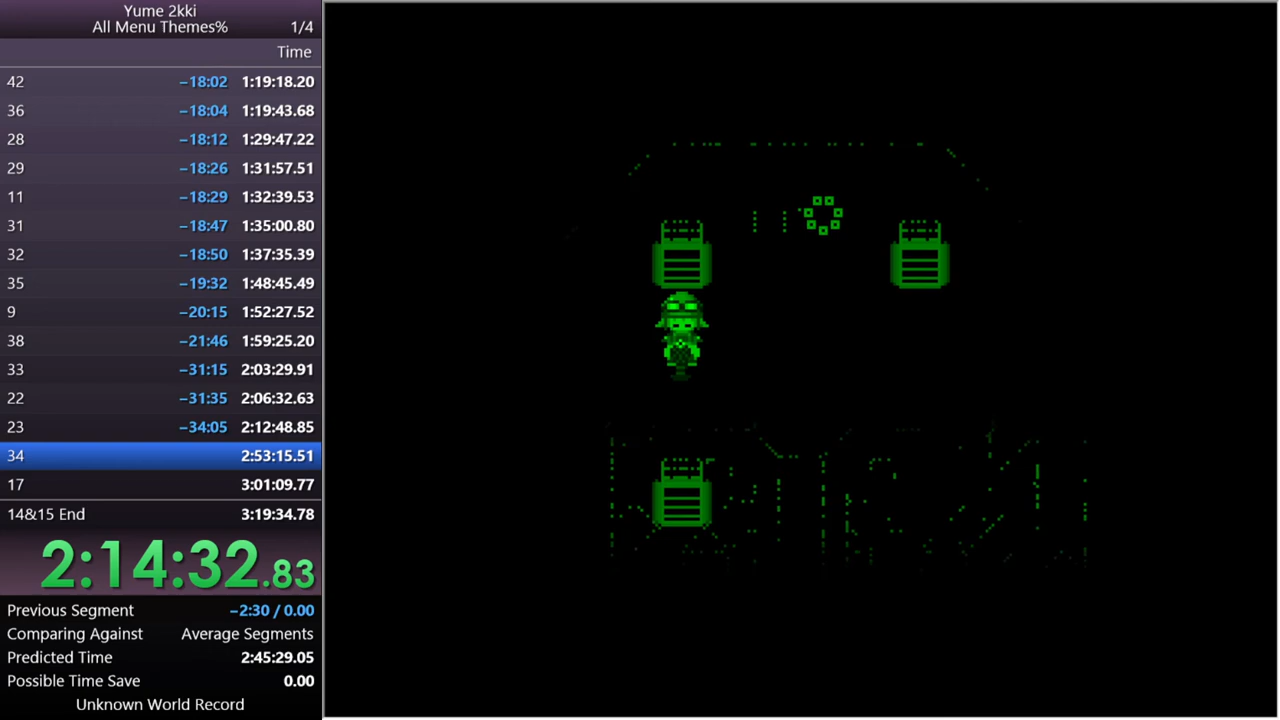 Yume 2kki
All Menu Themes% 1/4
Time
42 −18:02 1:19:18.20
36 −18:04 1:19:43.68
28 −18:12 1:29:47.22
29 −18:26 1:31:57.51
11 −18:29 1:32:39.53
31 −18:47 1:35:00.80
32 −18:50 1:37:35.39
35 −19:32 1:48:45.49
9 −20:15 1:52:27.52
38 −21:46 1:59:25.20
33 −31:15 2:03:29.91
22 −31:35 2:06:32.63
23 −34:05 2:12:48.85
34 2:53:15.51
17 3:01:09.77
14&15 End 3:19:34.78
2:14:32.83
Previous Segment −2:30 / 0.00
Comparing Against Average Segments
Predicted Time 2:45:29.05
Possible Time Save 0.00
Unknown World Record